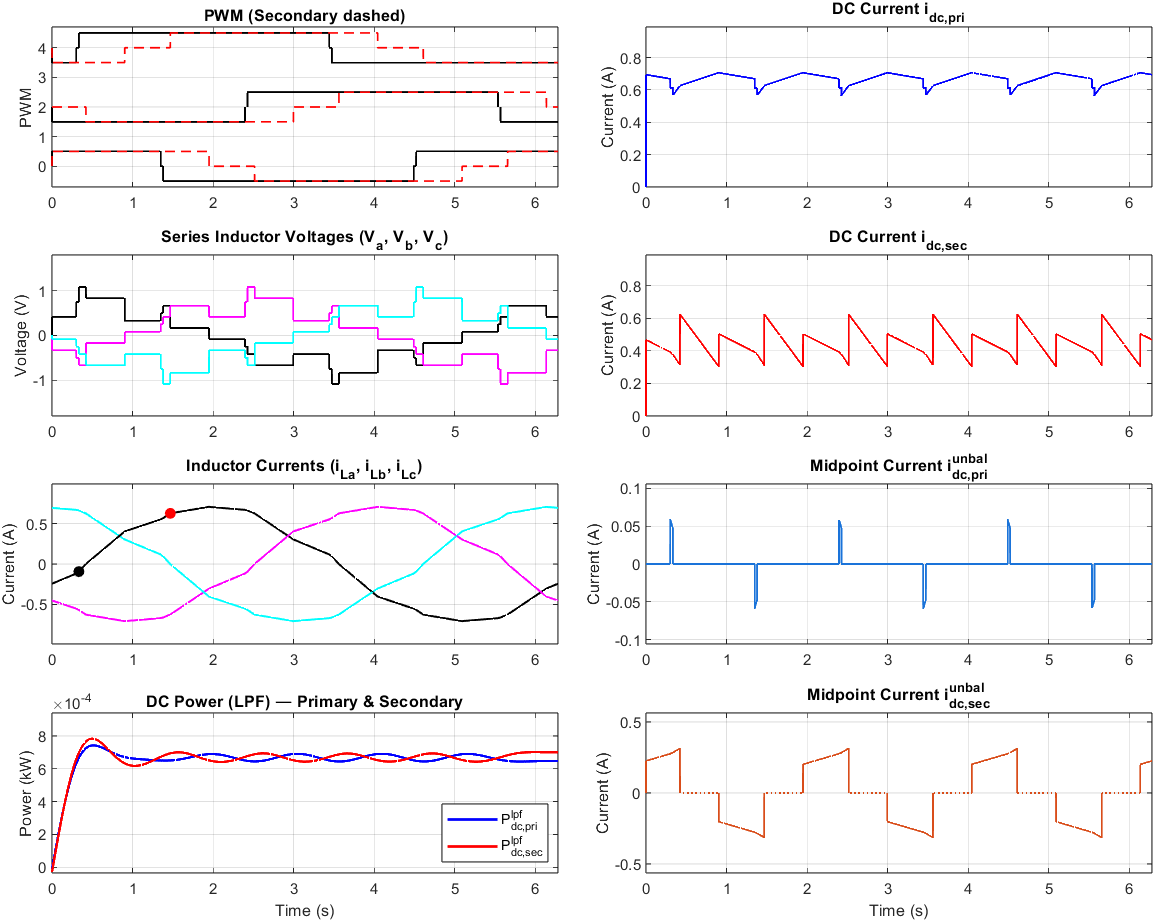 PWM (Secondary dashed)
PWM
4
3
2
1
0
0 1 2 3 4 5 6
DC Current i_dc,pri
Current (A)
0.8
0.6
0.4
0.2
0
0 1 2 3 4 5 6
Series Inductor Voltages (V_a, V_b, V_c)
Voltage (V)
1
0
-1
0 1 2 3 4 5 6
DC Current i_dc,sec
Current (A)
0.8
0.6
0.4
0.2
0
0 1 2 3 4 5 6
Inductor Currents (i_La, i_Lb, i_Lc)
Current (A)
0.5
0
-0.5
0 1 2 3 4 5 6
Midpoint Current i^unbal_dc,pri
Current (A)
0.1
0.05
0
-0.05
-0.1
0 1 2 3 4 5 6
×10^-4
DC Power (LPF) — Primary & Secondary
Power (kW)
8
6
4
2
0
P^lpf_dc,pri
P^lpf_dc,sec
0 1 2 3 4 5 6
Time (s)
Midpoint Current i^unbal_dc,sec
Current (A)
0.5
0
-0.5
0 1 2 3 4 5 6
Time (s)